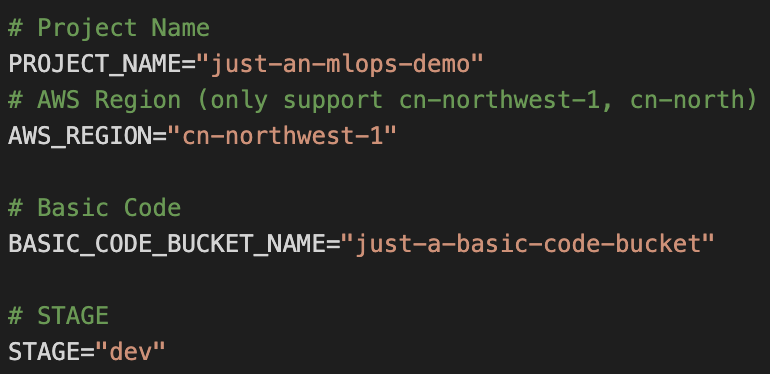 # Project Name
PROJECT_NAME="just-an-mlops-demo"
# AWS Region (only support cn-northwest-1, cn-north)
AWS_REGION="cn-northwest-1"
# Basic Code
BASIC_CODE_BUCKET_NAME="just-a-basic-code-bucket"
# STAGE
STAGE="dev"